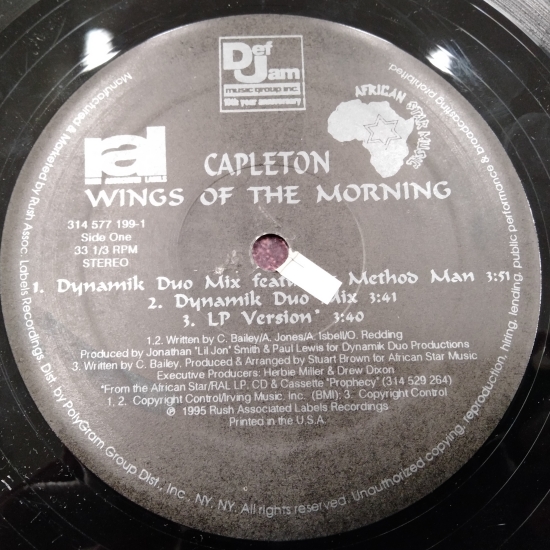 Def
Jam
music group inc.
10th year anniversary
AFRICAN STAR MUSIC
ral
RUSH ASSOCIATED LABELS
CAPLETON
WINGS OF THE MORNING
314 577 199-1
Side One
33 1/3 RPM
STEREO
1. Dynamik Duo Mix Method Man 3:51
2. Dynamik Duo Mix 3:41
3. LP Version* 3:40
1.2. Written by C. Bailey/A. Jones/A. Isbell/O. Redding
Produced by Jonathan "Lil Jon" Smith & Paul Lewis for Dynamik Duo Productions
3. Written by C. Bailey. Produced & Arranged by Stuart Brown for African Star Music
Executive Producers: Herbie Miller & Drew Dixon
*From the African Star/RAL LP, CD & Cassette "Prophecy" (314 529 264)
1. 2. Copyright Control/Irving Music, Inc. (BMI); 3. Copyright Control
℗ 1995 Rush Associated Labels Recordings
Printed in the U.S.A.
Manufactured & Marketed by Rush Assoc. Labels Recordings. Dist. by PolyGram Group Dist., Inc., NY, NY. All rights reserved. Unauthorized copying, reproduction, hiring, lending, public performance & broadcasting prohibited.